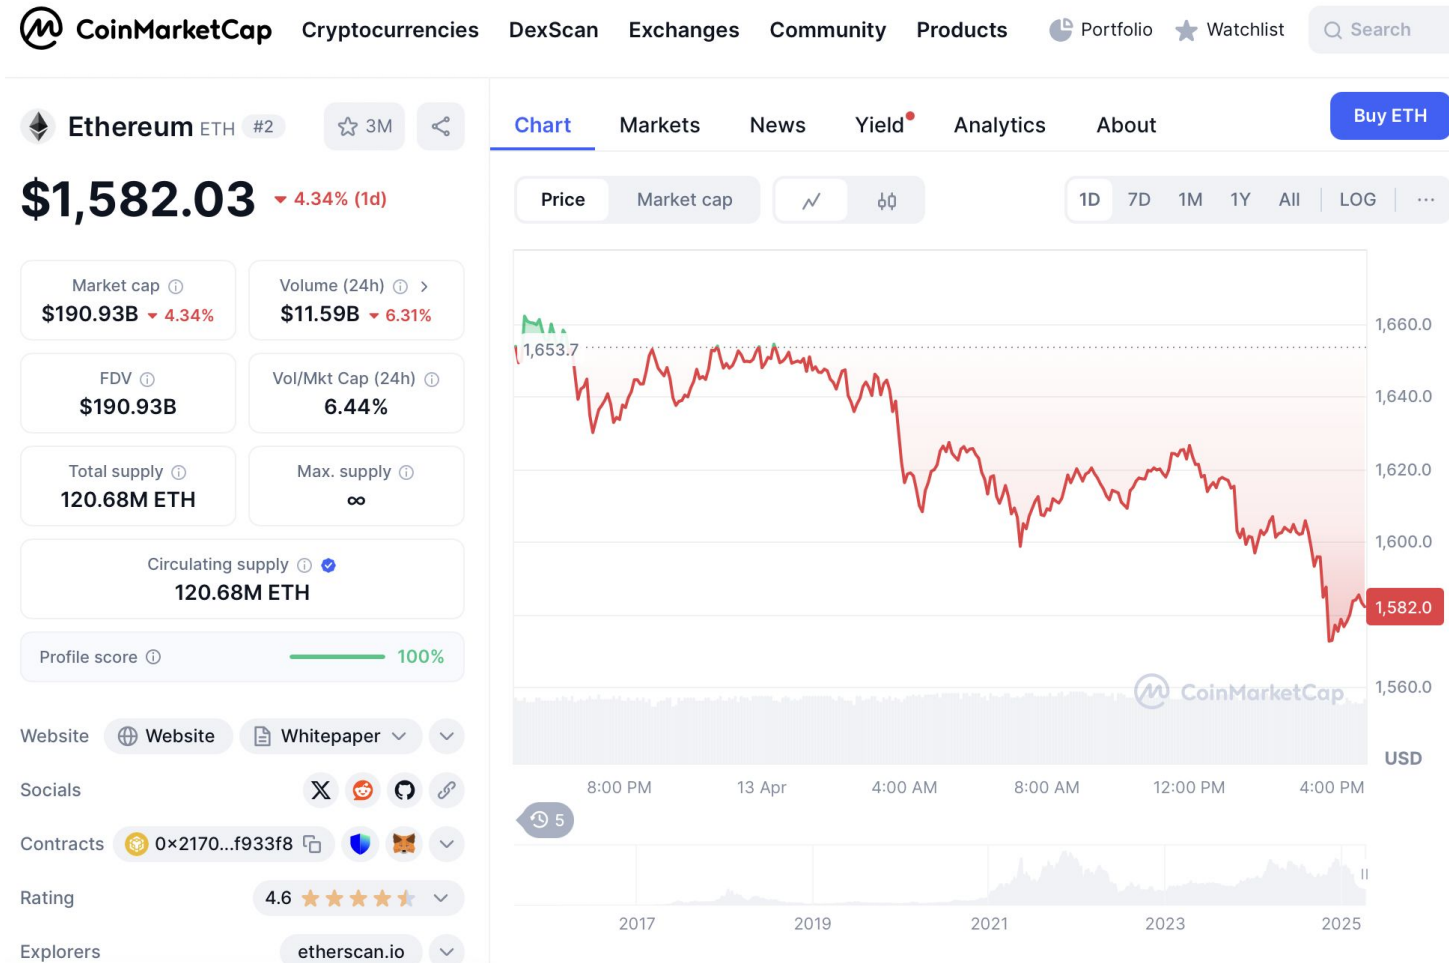 CoinMarketCap Cryptocurrencies DexScan Exchanges Community Products Portfolio Watchlist Search
Ethereum ETH #2 3M
$1,582.03 4.34% (1d)
Market cap
$190.93B 4.34%
Volume (24h)
$11.59B 6.31%
FDV
$190.93B
Vol/Mkt Cap (24h)
6.44%
Total supply
120.68M ETH
Max. supply
∞
Circulating supply
120.68M ETH
Profile score 100%
Website Website Whitepaper
Socials
Contracts 0x2170...f933f8
Rating 4.6
Explorers etherscan.io
Chart Markets News Yield Analytics About Buy ETH
Price Market cap 1D 7D 1M 1Y All LOG ...
1,653.7
1,660.0
1,640.0
1,620.0
1,600.0
1,582.0
1,560.0
CoinMarketCap
USD
8:00 PM 13 Apr 4:00 AM 8:00 AM 12:00 PM 4:00 PM
5
2017 2019 2021 2023 2025